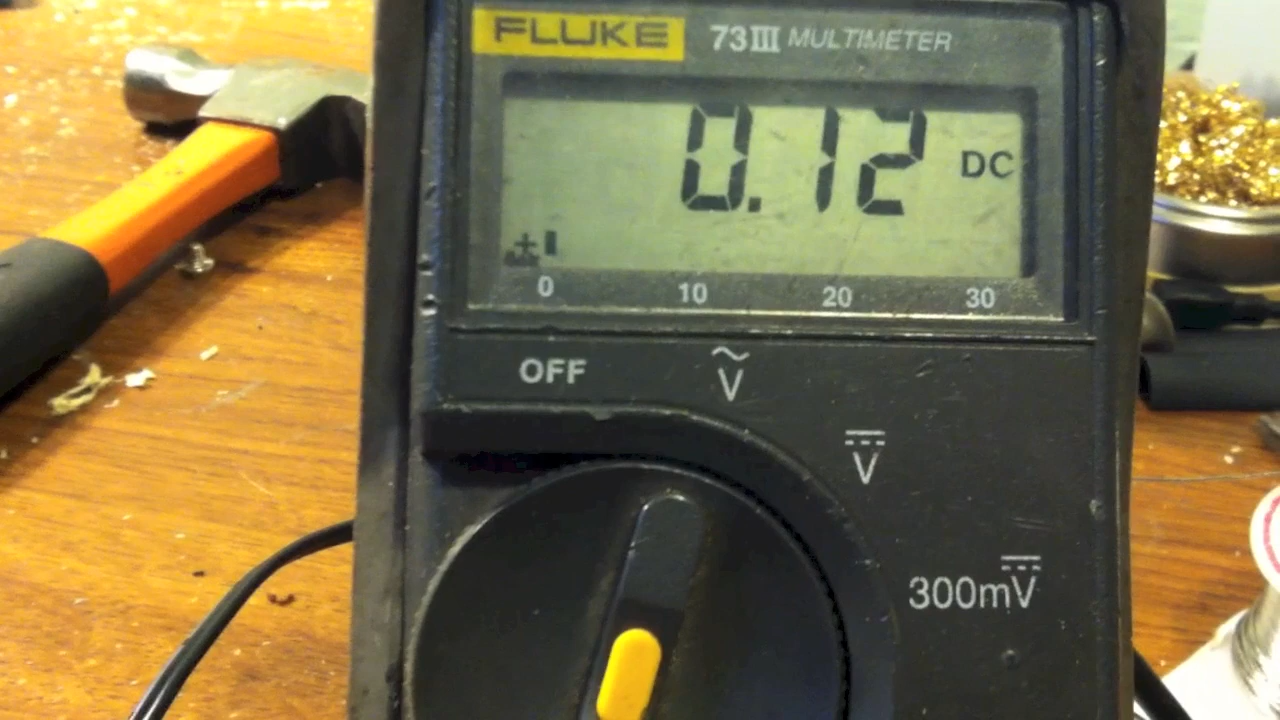 FLUKE 73III MULTIMETER
0.12 DC
0 10 20 30
OFF
V
V
300mV